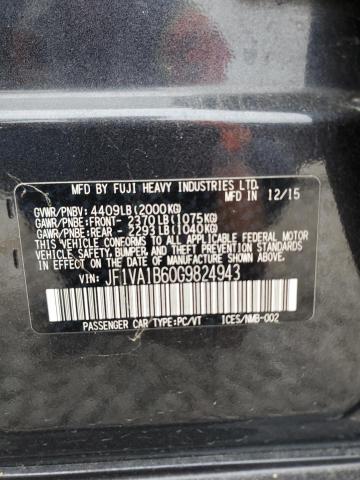 MFD BY FUJI HEAVY INDUSTRIES LTD.
MFD IN 12/15
GVWR/PNBV: 4409LB(2000KG)
GAWR/PNBE:FRONT- 2370LB(1075KG)
GAWR/PNBE:REAR - 2293LB(1040KG)
THIS VEHICLE CONFORMS TO ALL APPLICABLE FEDERAL MOTOR
VEHICLE SAFETY, BUMPER, AND THEFT PREVENTION STANDARDS
IN EFFECT ON THE DATE OF MANUFACTURE SHOWN ABOVE.
VIN: JF1VA1B60G9824943
PASSENGER CAR/TYPE:PC/VT ICES/NMB-002